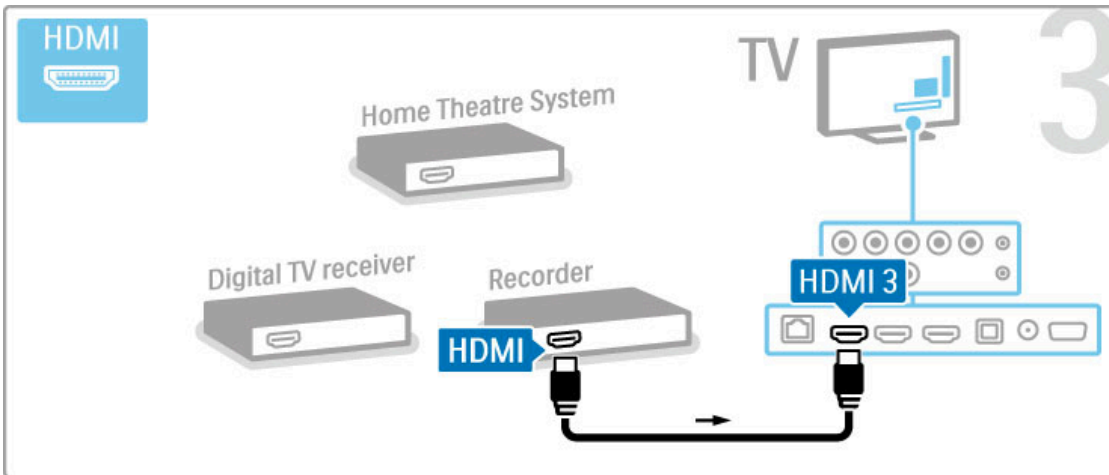 HDMI
TV
3
Home Theatre System
Digital TV receiver
Recorder
HDMI 3
HDMI